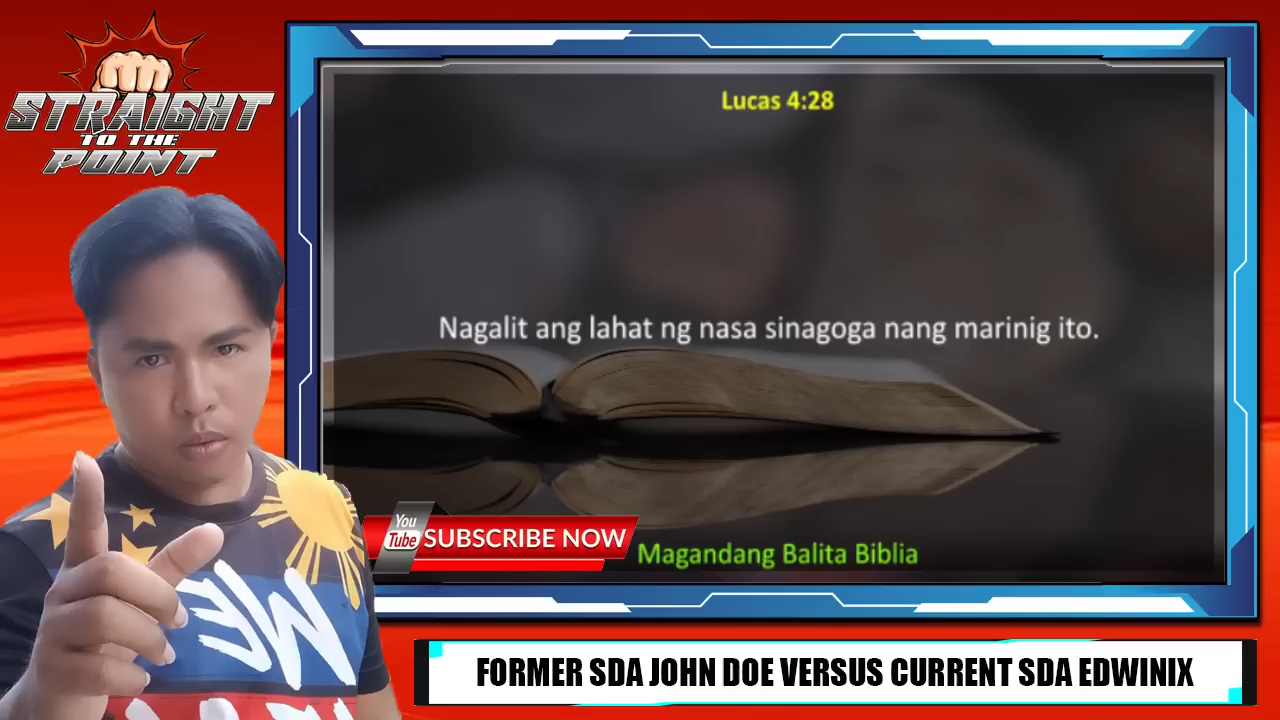 STRAIGHT
TO THE
POINT
Lucas 4:28
Nagalit ang lahat ng nasa sinagoga nang marinig ito.
You
Tube
SUBSCRIBE NOW
Magandang Balita Biblia
FORMER SDA JOHN DOE VERSUS CURRENT SDA EDWINIX